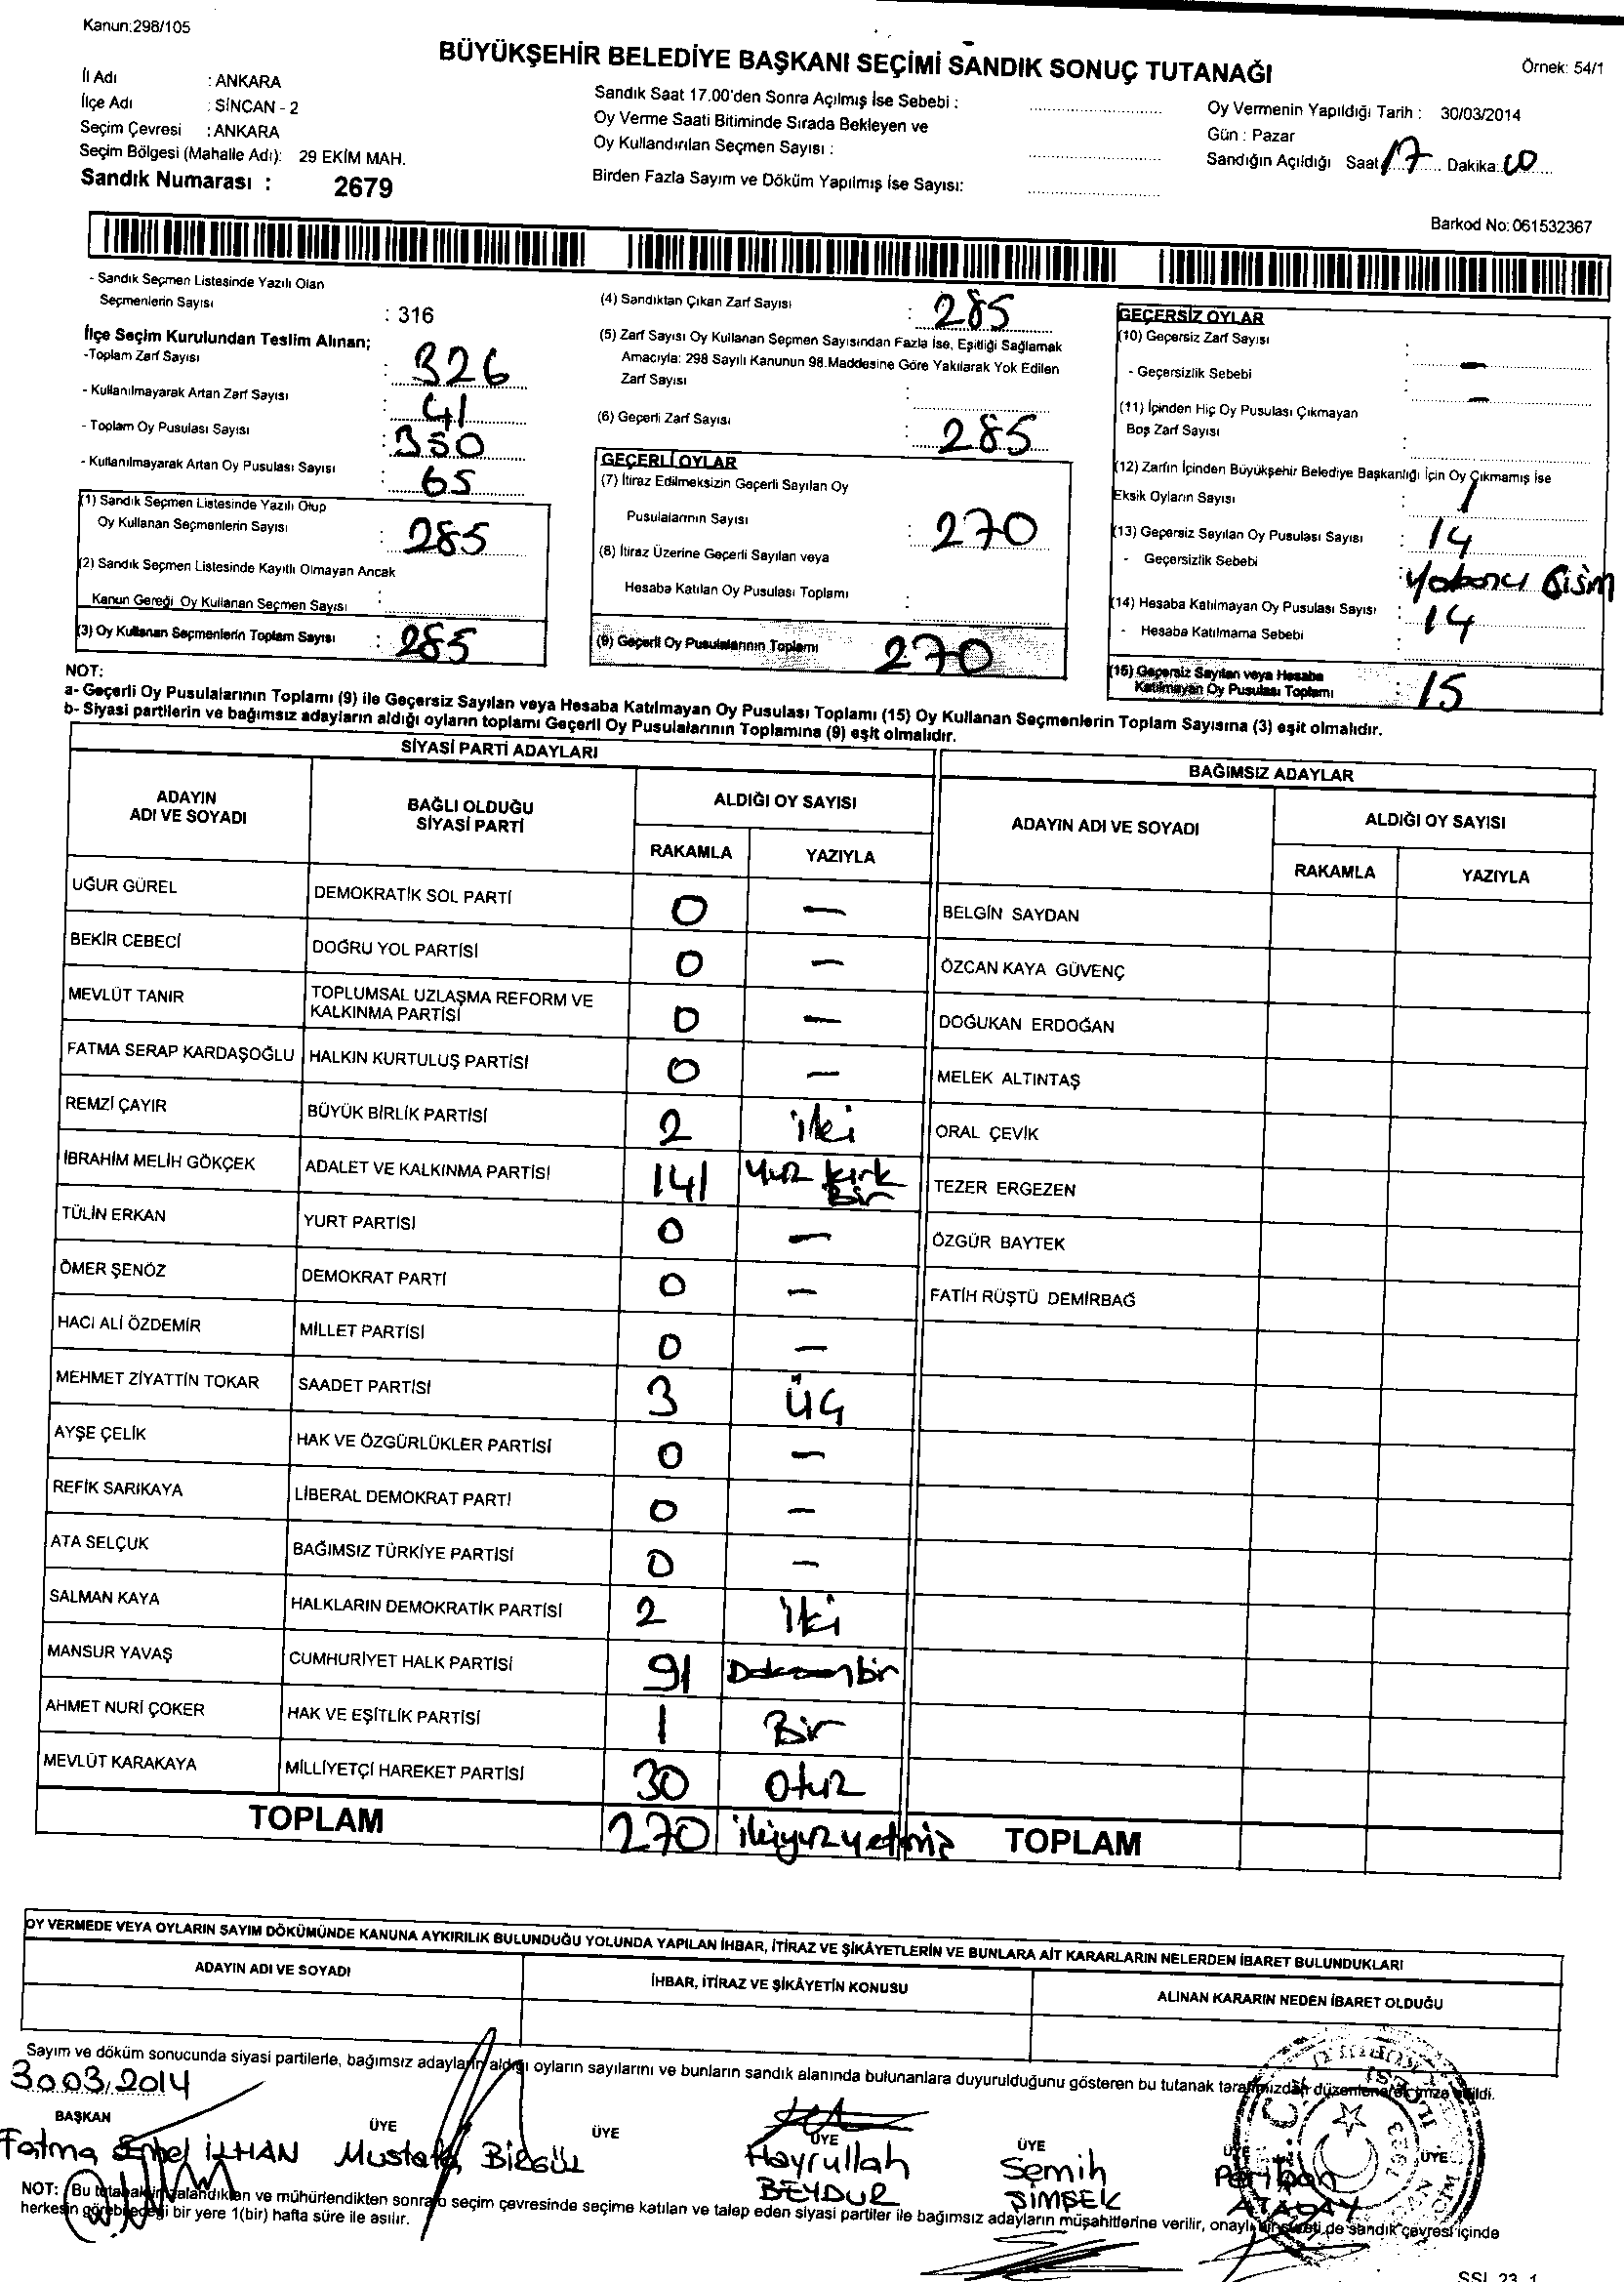 Kanun:298/105
BÜYÜKŞEHİR BELEDİYE BAŞKANI SEÇİMİ SANDIK SONUÇ TUTANAĞI
Örnek: 54/1
İl Adı : ANKARA
İlçe Adı : SİNCAN - 2
Seçim Çevresi : ANKARA
Seçim Bölgesi (Mahalle Adı): 29 EKİM MAH.
Sandık Numarası : 2679
Sandık Saat 17.00'den Sonra Açılmış İse Sebebi :
Oy Verme Saati Bitiminde Sırada Bekleyen ve
Oy Kullandırılan Seçmen Sayısı :
Birden Fazla Sayım ve Döküm Yapılmış İse Sayısı:
Oy Vermenin Yapıldığı Tarih : 30/03/2014
Gün : Pazar
Sandığın Açıldığı Saat 17 Dakika: 00
Barkod No: 061532367
- Sandık Seçmen Listesinde Yazılı Olan
Seçmenlerin Sayısı : 316
İlçe Seçim Kurulundan Teslim Alınan;
-Toplam Zarf Sayısı : 326
- Kullanılmayarak Artan Zarf Sayısı : 41
- Toplam Oy Pusulası Sayısı : 350
- Kullanılmayarak Artan Oy Pusulası Sayısı : 65
(1) Sandık Seçmen Listesinde Yazılı Olup
Oy Kullanan Seçmenlerin Sayısı : 285
(2) Sandık Seçmen Listesinde Kayıtlı Olmayan Ancak
Kanun Gereği Oy Kullanan Seçmen Sayısı :
(3) Oy Kullanan Seçmenlerin Toplam Sayısı : 285
(4) Sandıktan Çıkan Zarf Sayısı : 285
(5) Zarf Sayısı Oy Kullanan Seçmen Sayısından Fazla İse, Eşitliği Sağlamak
Amacıyla: 298 Sayılı Kanunun 98.Maddesine Göre Yakılarak Yok Edilen
Zarf Sayısı :
(6) Geçerli Zarf Sayısı : 285
GEÇERLİ OYLAR
(7) İtiraz Edilmeksizin Geçerli Sayılan Oy
Pusulalarının Sayısı : 270
(8) İtiraz Üzerine Geçerli Sayılan veya
Hesaba Katılan Oy Pusulası Toplamı :
(9) Geçerli Oy Pusulalarının Toplamı 270
GEÇERSİZ OYLAR
(10) Geçersiz Zarf Sayısı : -
- Geçersizlik Sebebi : -
(11) İçinden Hiç Oy Pusulası Çıkmayan
Boş Zarf Sayısı :
(12) Zarfın İçinden Büyükşehir Belediye Başkanlığı İçin Oy Çıkmamış İse
Eksik Oyların Sayısı : 1
(13) Geçersiz Sayılan Oy Pusulası Sayısı : 14
- Geçersizlik Sebebi : Yabancı Cisim
(14) Hesaba Katılmayan Oy Pusulası Sayısı : 14
- Hesaba Katılmama Sebebi :
(15) Geçersiz Sayılan veya Hesaba
Katılmayan Oy Pusulası Toplamı : 15
NOT:
a- Geçerli Oy Pusulalarının Toplamı (9) ile Geçersiz Sayılan veya Hesaba Katılmayan Oy Pusulası Toplamı (15) Oy Kullanan Seçmenlerin Toplam Sayısına (3) eşit olmalıdır.
b- Siyasi partilerin ve bağımsız adayların aldığı oyların toplamı Geçerli Oy Pusulalarının Toplamına (9) eşit olmalıdır.
SİYASİ PARTİ ADAYLARI
ADAYIN
ADI VE SOYADI
BAĞLI OLDUĞU
SİYASİ PARTİ
ALDIĞI OY SAYISI
RAKAMLA YAZIYLA
UĞUR GÜREL DEMOKRATİK SOL PARTİ 0 -
BEKİR CEBECİ DOĞRU YOL PARTİSİ 0 -
MEVLÜT TANIR TOPLUMSAL UZLAŞMA REFORM VE
KALKINMA PARTİSİ 0 -
FATMA SERAP KARDAŞOĞLU HALKIN KURTULUŞ PARTİSİ 0 -
REMZİ ÇAYIR BÜYÜK BİRLİK PARTİSİ 2 iki
İBRAHİM MELİH GÖKÇEK ADALET VE KALKINMA PARTİSİ 141 Yüz kırk
Bir
TÜLİN ERKAN YURT PARTİSİ 0 -
ÖMER ŞENÖZ DEMOKRAT PARTİ 0 -
HACI ALİ ÖZDEMİR MİLLET PARTİSİ 0 -
MEHMET ZİYATTİN TOKAR SAADET PARTİSİ 3 ÜÇ
AYŞE ÇELİK HAK VE ÖZGÜRLÜKLER PARTİSİ 0 -
REFİK SARIKAYA LİBERAL DEMOKRAT PARTİ 0 -
ATA SELÇUK BAĞIMSIZ TÜRKİYE PARTİSİ 0 -
SALMAN KAYA HALKLARIN DEMOKRATİK PARTİSİ 2 iki
MANSUR YAVAŞ CUMHURİYET HALK PARTİSİ 91 Doksan bir
AHMET NURİ ÇOKER HAK VE EŞİTLİK PARTİSİ 1 Bir
MEVLÜT KARAKAYA MİLLİYETÇİ HAREKET PARTİSİ 30 Otuz
TOPLAM 270 ikiyüzyetmiş
BAĞIMSIZ ADAYLAR
ADAYIN ADI VE SOYADI
ALDIĞI OY SAYISI
RAKAMLA YAZIYLA
BELGİN SAYDAN
ÖZCAN KAYA GÜVENÇ
DOĞUKAN ERDOĞAN
MELEK ALTINTAŞ
ORAL ÇEVİK
TEZER ERGEZEN
ÖZGÜR BAYTEK
FATİH RÜŞTÜ DEMİRBAĞ
TOPLAM
OY VERMEDE VEYA OYLARIN SAYIM DÖKÜMÜNDE KANUNA AYKIRILIK BULUNDUĞU YOLUNDA YAPILAN İHBAR, İTİRAZ VE ŞİKÂYETLERİN VE BUNLARA AİT KARARLARIN NELERDEN İBARET BULUNDUKLARI
ADAYIN ADI VE SOYADI İHBAR, İTİRAZ VE ŞİKÂYETİN KONUSU ALINAN KARARIN NEDEN İBARET OLDUĞU
Sayım ve döküm sonucunda siyasi partilerle, bağımsız adayların aldığı oyların sayılarını ve bunların sandık alanında bulunanlara duyurulduğunu gösteren bu tutanak tarafımızdan düzenlenerek imza edildi.
30.03.2014
BAŞKAN ÜYE ÜYE ÜYE ÜYE ÜYE ÜYE
Fatma İLHAN Mustafa BİRGÜL Hayrullah Semih Perihan
BEYDUR ŞİMŞEK ATABAY
NOT: Bu tutanak imzalandıktan ve mühürlendikten sonra o seçim çevresinde seçime katılan ve talep eden siyasi partiler ile bağımsız adayların müşahitlerine verilir, onaylı bir sureti de sandık çevresi içinde
herkesin görebileceği bir yere 1(bir) hafta süre ile asılır.